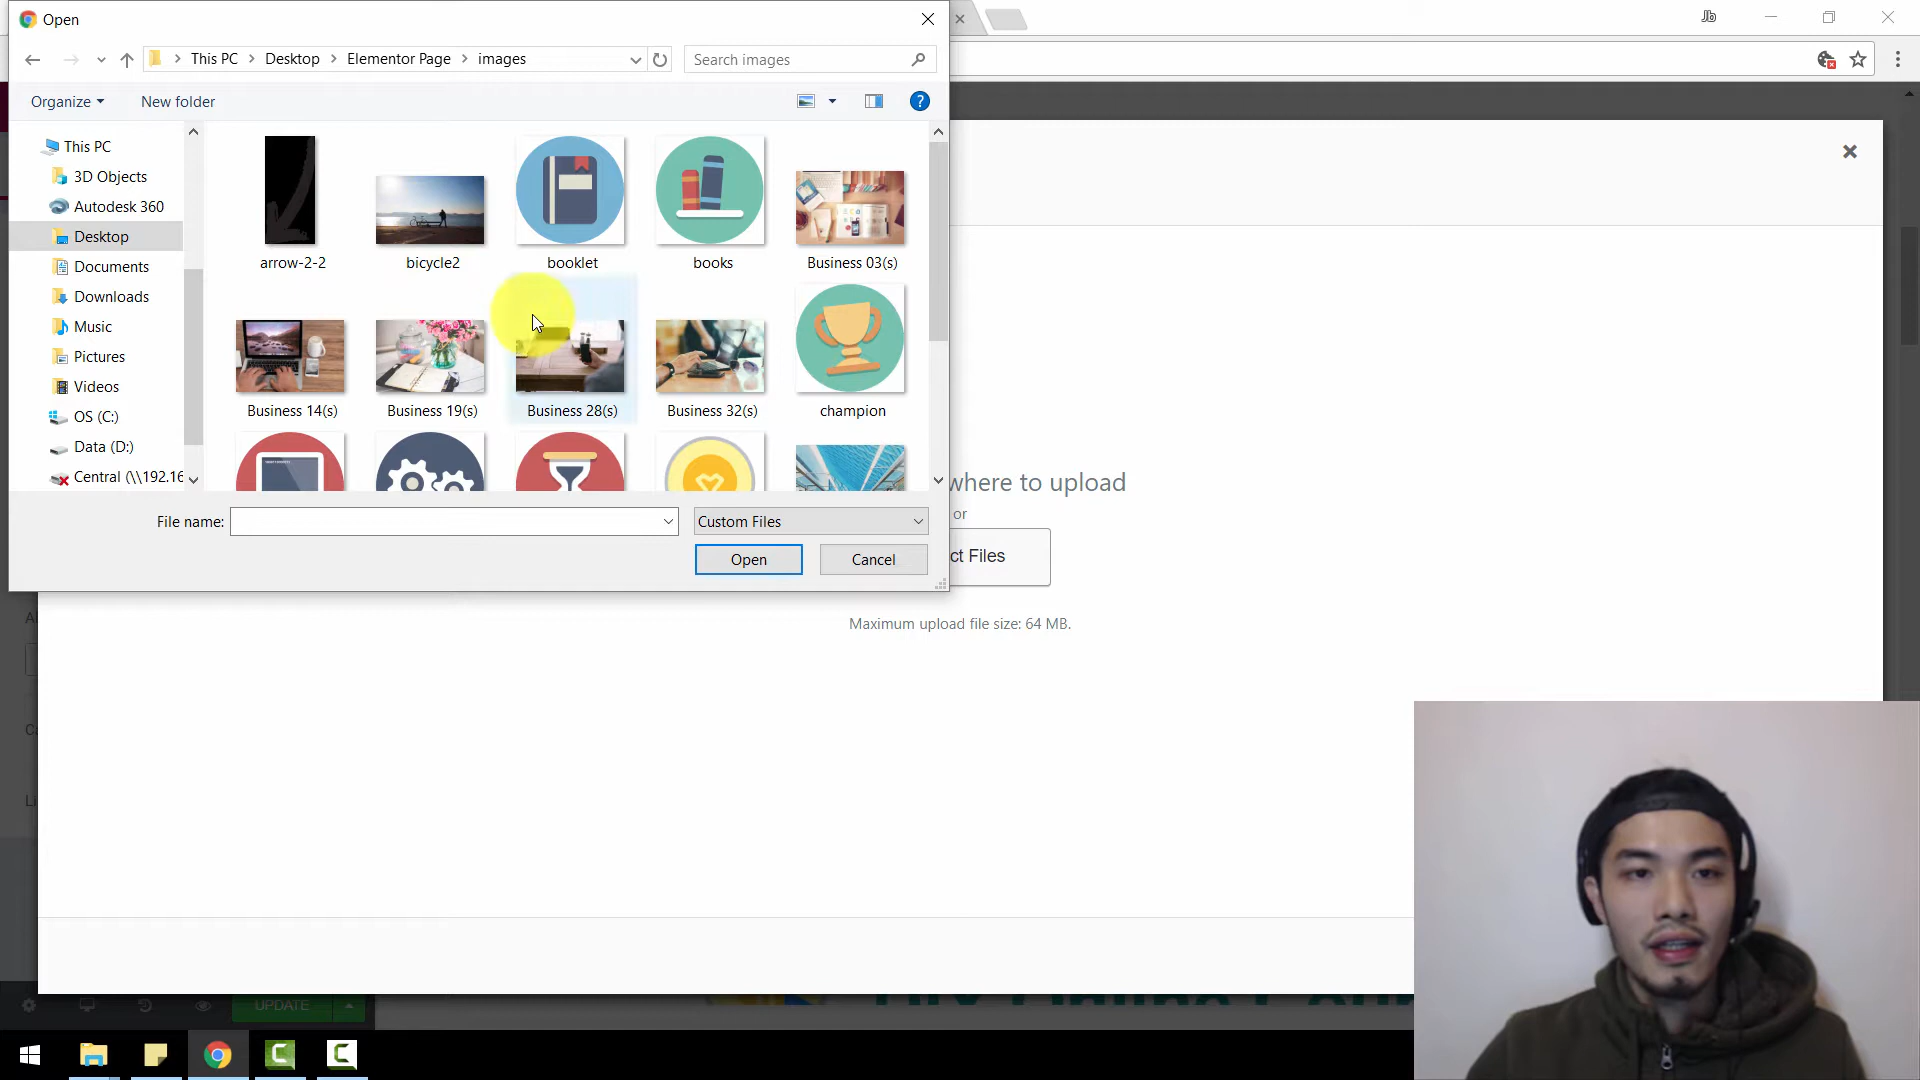 Open
Jb
This PC > Desktop > Elementor Page > images
Search images
Organize
New folder
This PC
3D Objects
Autodesk 360
Desktop
Documents
Downloads
Music
Pictures
Videos
OS (C:)
Data (D:)
Central (\\192.16
arrow-2-2
bicycle2
booklet
books
Business 03(s)
Business 14(s)
Business 19(s)
Business 28(s)
Business 32(s)
champion
File name:
Custom Files
Open
Cancel
where to upload
or
ct Files
Maximum upload file size: 64 MB.
UPDATE